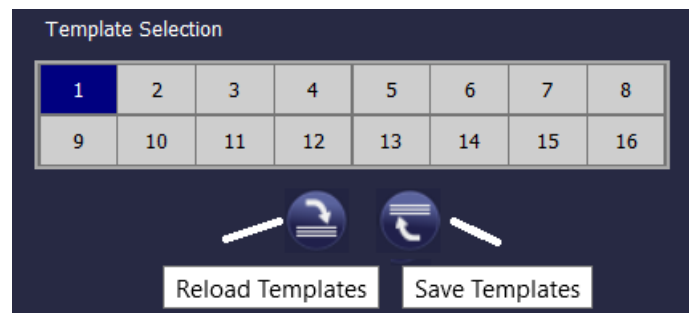 Template Selection
1 2 3 4 5 6 7 8
9 10 11 12 13 14 15 16
Reload Templates Save Templates